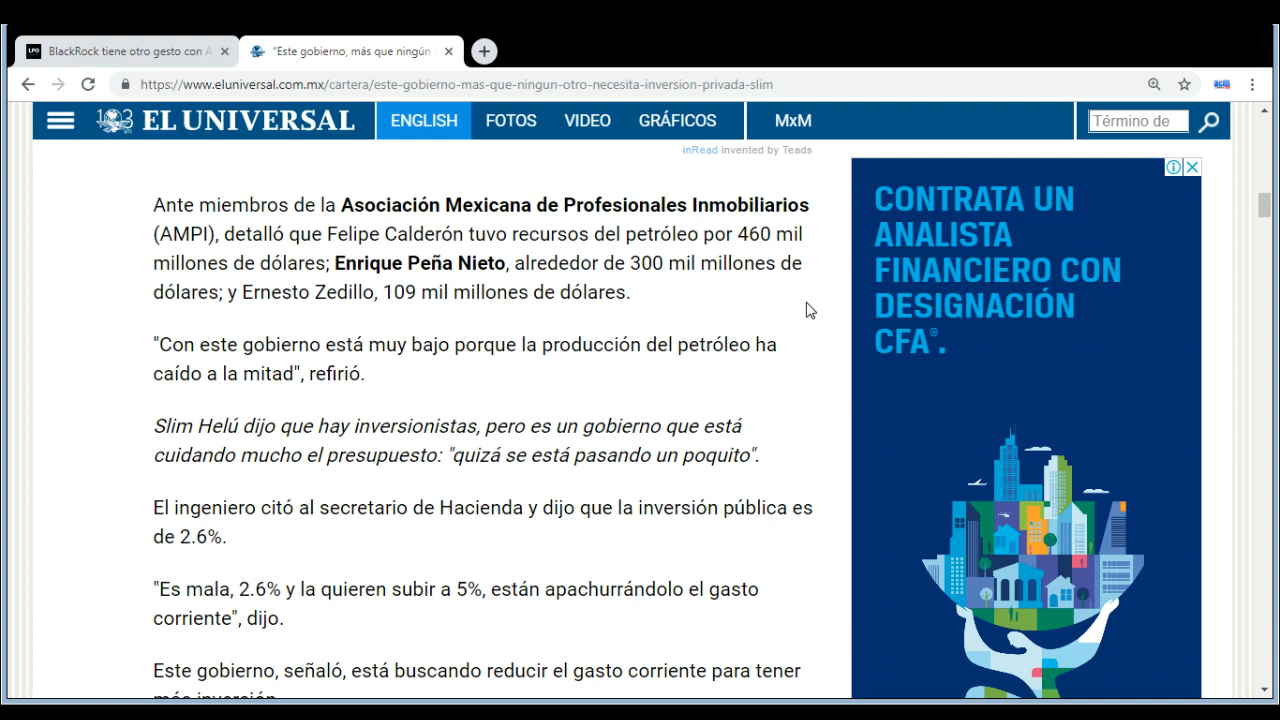 BlackRock tiene otro gesto con A
"Este gobierno, más que ningún
https://www.eluniversal.com.mx/cartera/este-gobierno-mas-que-ningun-otro-necesita-inversion-privada-slim
EL UNIVERSAL
ENGLISH
FOTOS
VIDEO
GRÁFICOS
MxM
Término de
inRead invented by Teads
Ante miembros de la Asociación Mexicana de Profesionales Inmobiliarios
(AMPI), detalló que Felipe Calderón tuvo recursos del petróleo por 460 mil
millones de dólares; Enrique Peña Nieto, alrededor de 300 mil millones de
dólares; y Ernesto Zedillo, 109 mil millones de dólares.
"Con este gobierno está muy bajo porque la producción del petróleo ha
caído a la mitad", refirió.
Slim Helú dijo que hay inversionistas, pero es un gobierno que está
cuidando mucho el presupuesto: "quizá se está pasando un poquito".
El ingeniero citó al secretario de Hacienda y dijo que la inversión pública es
de 2.6%.
"Es mala, 2.6% y la quieren subir a 5%, están apachurrándolo el gasto
corriente", dijo.
Este gobierno, señaló, está buscando reducir el gasto corriente para tener
más inversión
CONTRATA UN
ANALISTA
FINANCIERO CON
DESIGNACIÓN
CFA®.